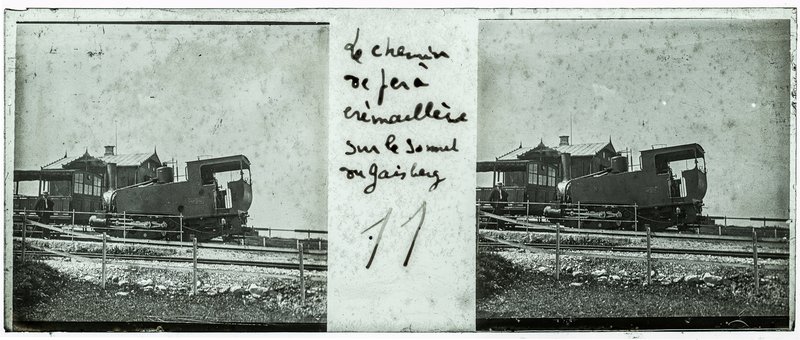 Le chemin
de fer à
crémaillère
sur le sommet
du Gaisberg
11